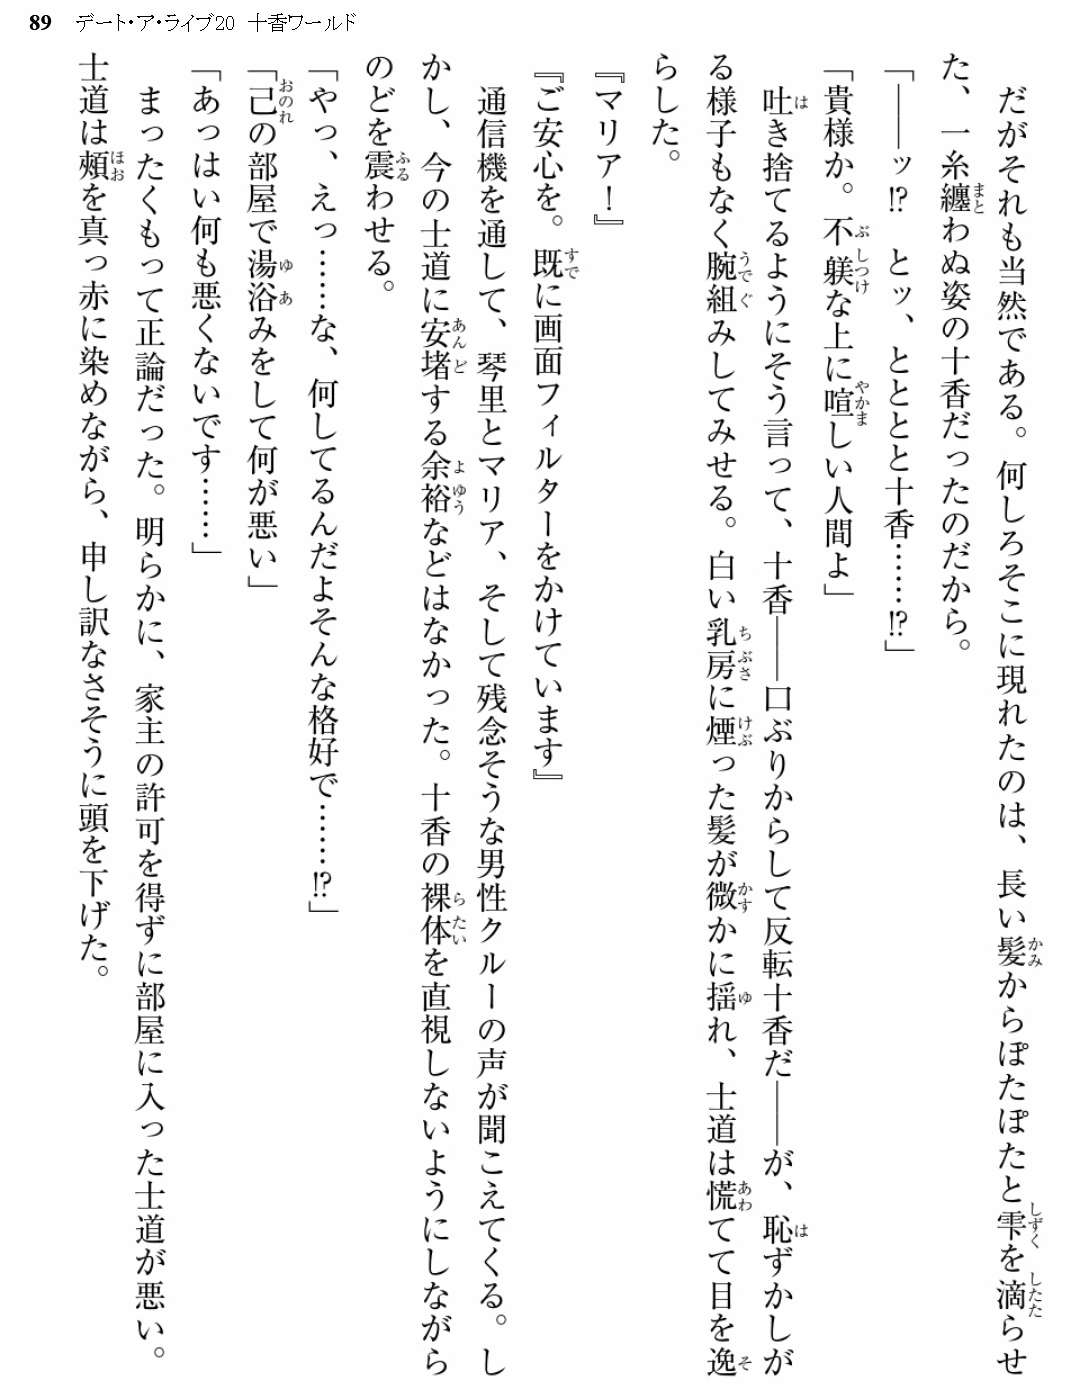 89 デート・ア・ライブ20 十香ワールド
だがそれも当然である。何しろそこに現れたのは、長い髪からぽたぽたと雫を滴らせ
た、一糸纏わぬ姿の十香だったのだから。
「――ッ!? とッ、とととと十香……!?」
「貴様か。不躾な上に喧しい人間よ」
吐き捨てるようにそう言って、十香――口ぶりからして反転十香だ――が、恥ずかしが
る様子もなく腕組みしてみせる。白い乳房に煙った髪が微かに揺れ、士道は慌てて目を逸
らした。
『マリア!』
『ご安心を。既に画面フィルターをかけています』
通信機を通して、琴里とマリア、そして残念そうな男性クルーの声が聞こえてくる。し
かし、今の士道に安堵する余裕などはなかった。十香の裸体を直視しないようにしながら
のどを震わせる。
「やっ、えっ……な、何してるんだよそんな格好で……!?」
「己の部屋で湯浴みをして何が悪い」
「あっはい何も悪くないです……」
まったくもって正論だった。明らかに、家主の許可を得ずに部屋に入った士道が悪い。
士道は頰を真っ赤に染めながら、申し訳なさそうに頭を下げた。